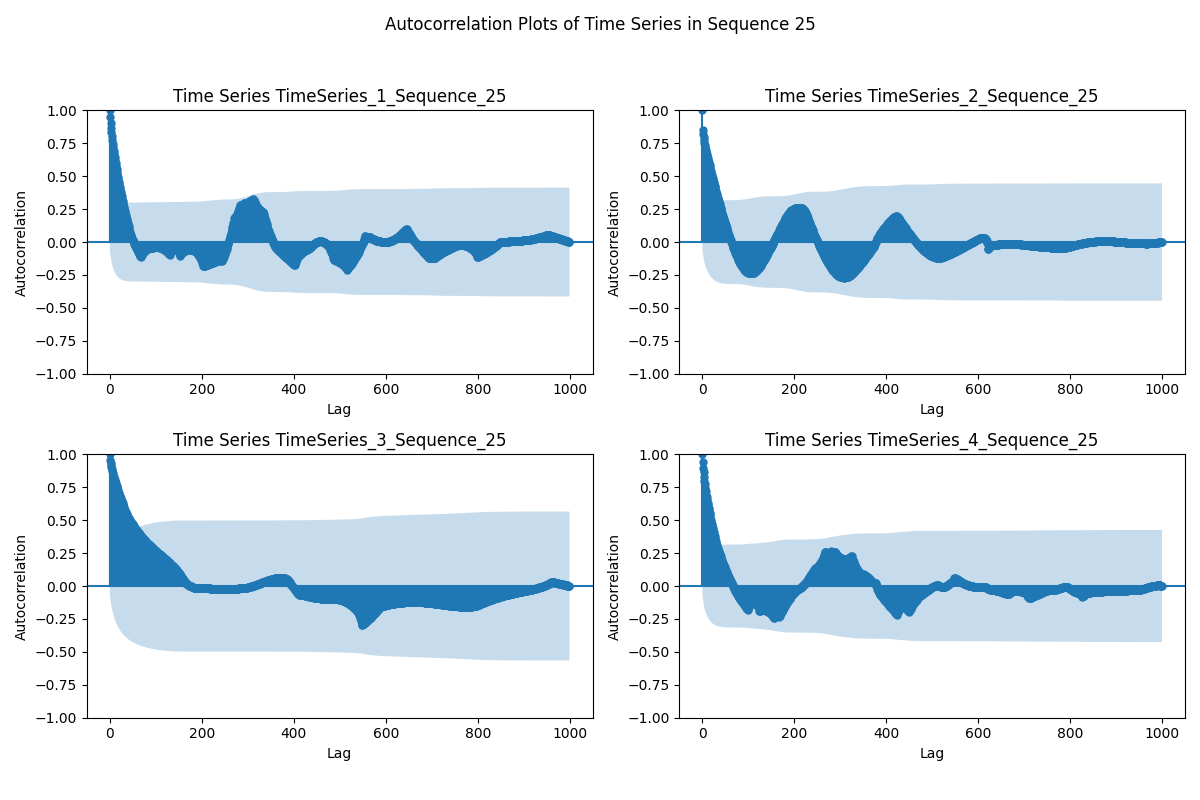 Autocorrelation Plots of Time Series in Sequence 25
Time Series TimeSeries_1_Sequence_25
Autocorrelation
1.00
0.75
0.50
0.25
0.00
−0.25
−0.50
−0.75
−1.00
0 200 400 600 800 1000
Lag
Time Series TimeSeries_2_Sequence_25
Autocorrelation
1.00
0.75
0.50
0.25
0.00
−0.25
−0.50
−0.75
−1.00
0 200 400 600 800 1000
Lag
Time Series TimeSeries_3_Sequence_25
Autocorrelation
1.00
0.75
0.50
0.25
0.00
−0.25
−0.50
−0.75
−1.00
0 200 400 600 800 1000
Lag
Time Series TimeSeries_4_Sequence_25
Autocorrelation
1.00
0.75
0.50
0.25
0.00
−0.25
−0.50
−0.75
−1.00
0 200 400 600 800 1000
Lag